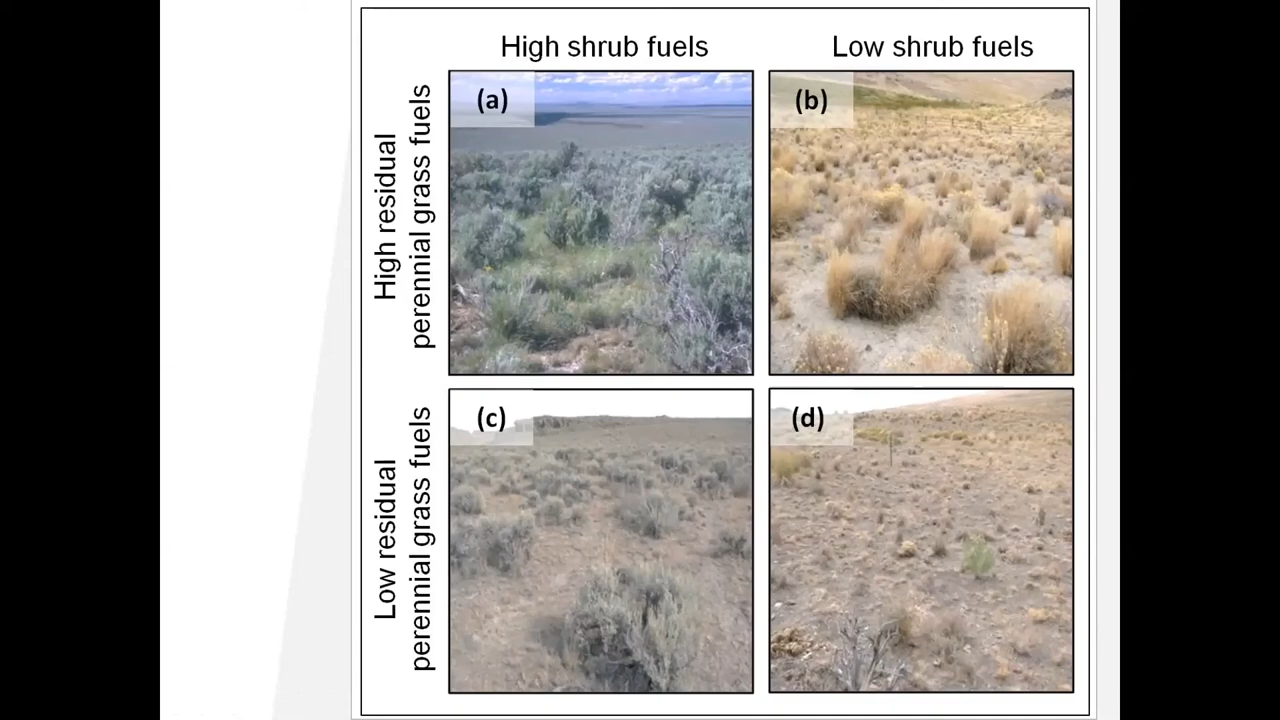 High shrub fuels
Low shrub fuels
High residual
perennial grass fuels
(a)
(b)
Low residual
perennial grass fuels
(c)
(d)